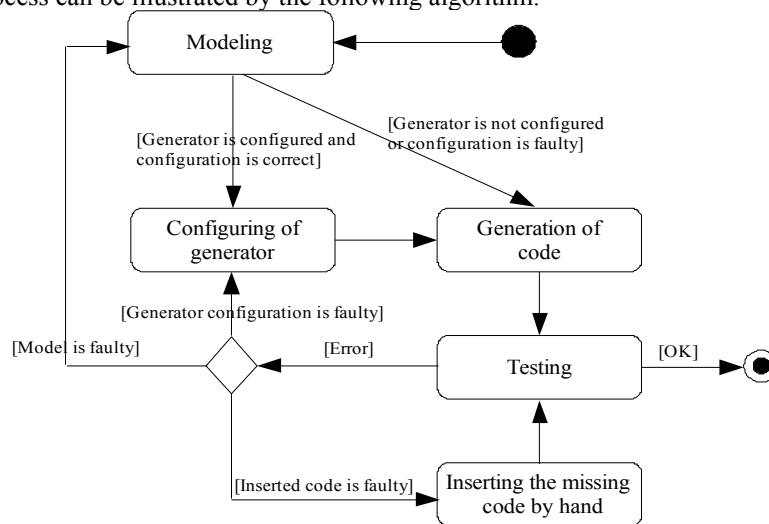 ocess can be illustrated by the following algorithm.
Modeling
[Generator is configured and
configuration is correct]
[Generator is not configured
or configuration is faulty]
Configuring of
generator
Generation of
code
[Generator configuration is faulty]
[Model is faulty]
[Error]
Testing
[OK]
[Inserted code is faulty]
Inserting the missing
code by hand